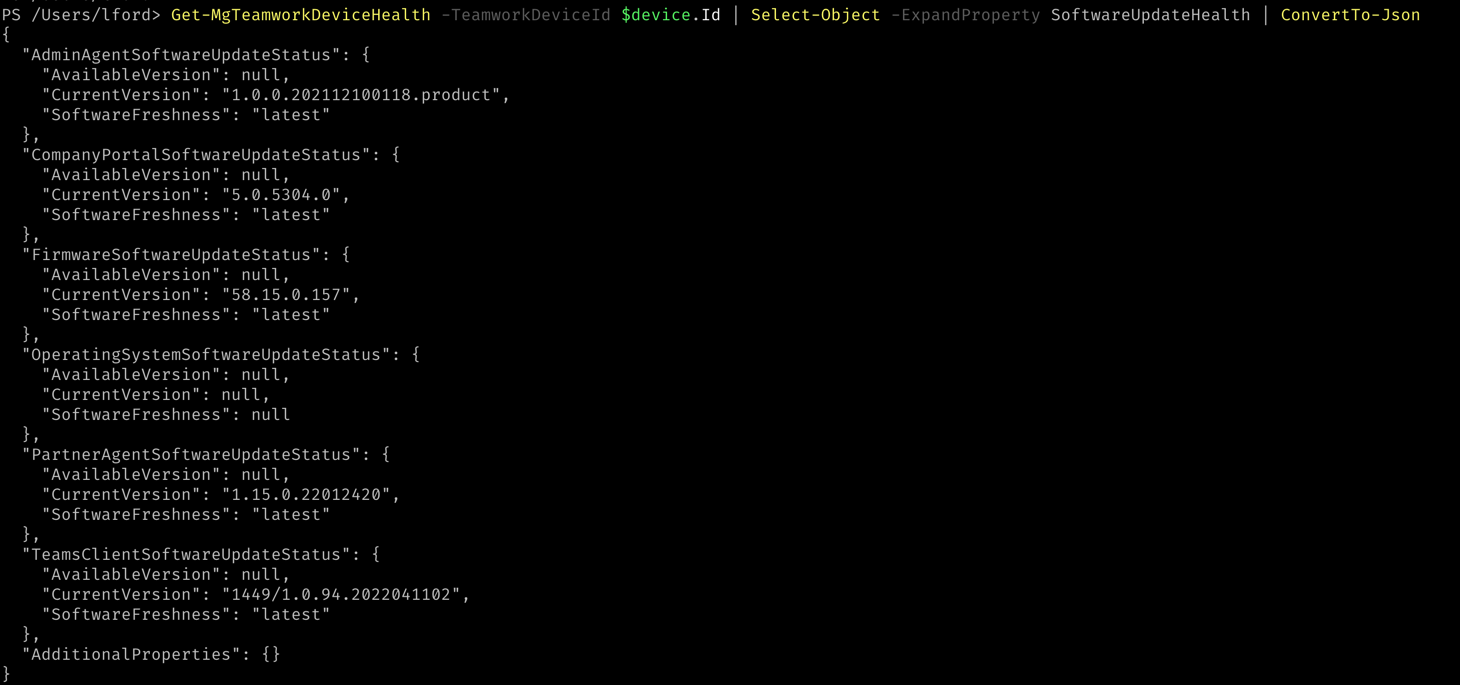 PS /Users/lford> Get-MgTeamworkDeviceHealth -TeamworkDeviceId $device.Id | Select-Object -ExpandProperty SoftwareUpdateHealth | ConvertTo-Json
{
  "AdminAgentSoftwareUpdateStatus": {
    "AvailableVersion": null,
    "CurrentVersion": "1.0.0.202112100118.product",
    "SoftwareFreshness": "latest"
  },
  "CompanyPortalSoftwareUpdateStatus": {
    "AvailableVersion": null,
    "CurrentVersion": "5.0.5304.0",
    "SoftwareFreshness": "latest"
  },
  "FirmwareSoftwareUpdateStatus": {
    "AvailableVersion": null,
    "CurrentVersion": "58.15.0.157",
    "SoftwareFreshness": "latest"
  },
  "OperatingSystemSoftwareUpdateStatus": {
    "AvailableVersion": null,
    "CurrentVersion": null,
    "SoftwareFreshness": null
  },
  "PartnerAgentSoftwareUpdateStatus": {
    "AvailableVersion": null,
    "CurrentVersion": "1.15.0.22012420",
    "SoftwareFreshness": "latest"
  },
  "TeamsClientSoftwareUpdateStatus": {
    "AvailableVersion": null,
    "CurrentVersion": "1449/1.0.94.2022041102",
    "SoftwareFreshness": "latest"
  },
  "AdditionalProperties": {}
}